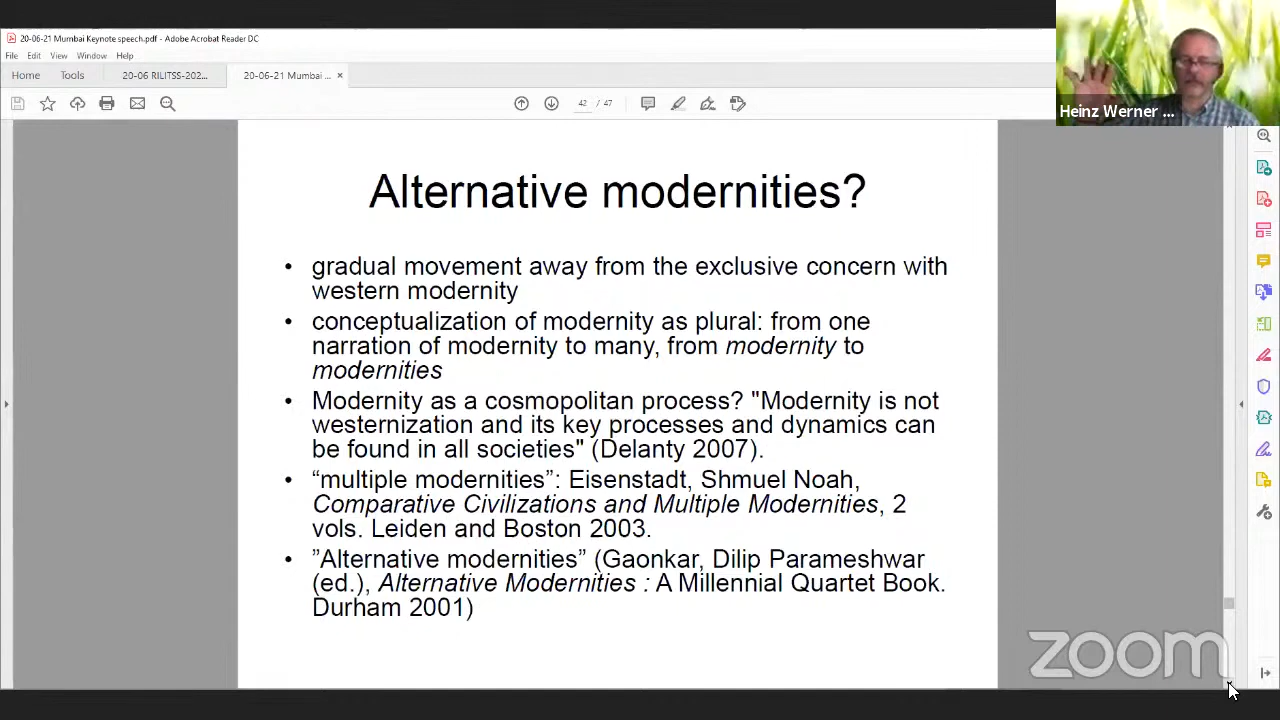 20-06-21 Mumbai Keynote speech.pdf - Adobe Acrobat Reader DC
File Edit View Window Help
Home Tools 20-06 RILITSS-202... 20-06-21 Mumbai ... ×
42 / 47
Heinz Werner ...
Alternative modernities?
• gradual movement away from the exclusive concern with
western modernity
• conceptualization of modernity as plural: from one
narration of modernity to many, from modernity to
modernities
• Modernity as a cosmopolitan process? "Modernity is not
westernization and its key processes and dynamics can
be found in all societies" (Delanty 2007).
• “multiple modernities”: Eisenstadt, Shmuel Noah,
Comparative Civilizations and Multiple Modernities, 2
vols. Leiden and Boston 2003.
• ”Alternative modernities” (Gaonkar, Dilip Parameshwar
(ed.), Alternative Modernities : A Millennial Quartet Book.
Durham 2001)
zoom